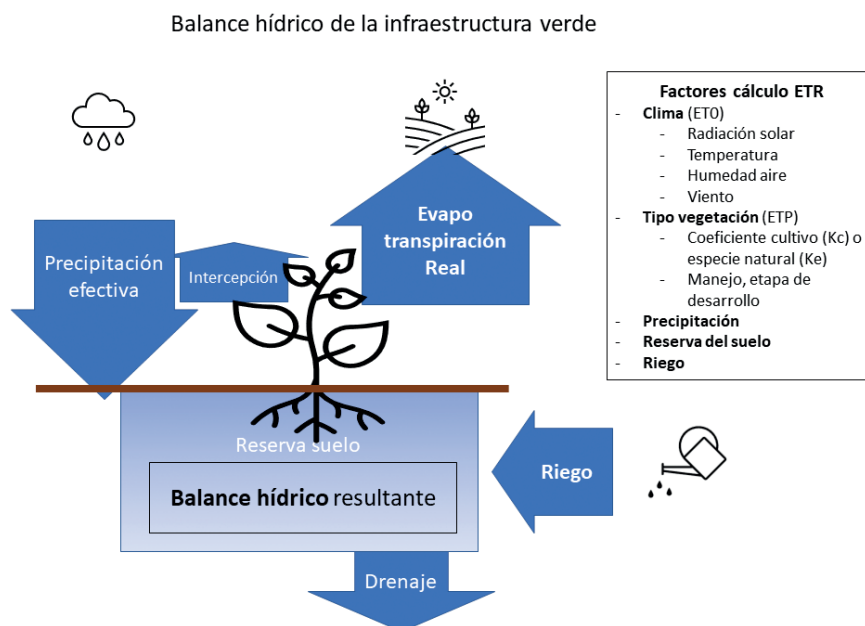 Balance hídrico de la infraestructura verde
Precipitación
efectiva
Intercepción
Evapo
transpiración
Real
Factores cálculo ETR
- Clima (ET0)
- Radiación solar
- Temperatura
- Humedad aire
- Viento
- Tipo vegetación (ETP)
- Coeficiente cultivo (Kc) o
especie natural (Ke)
- Manejo, etapa de
desarrollo
- Precipitación
- Reserva del suelo
- Riego
Reserva suelo
Balance hídrico resultante
Riego
Drenaje